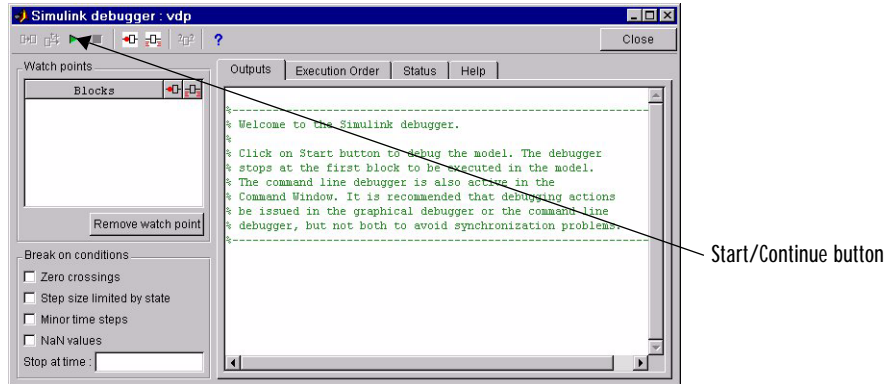 Simulink debugger : vdp
Close
Watch points
Blocks
Remove watch point
Break on conditions
Zero crossings
Step size limited by state
Minor time steps
NaN values
Stop at time :
Outputs
Execution Order
Status
Help
%----------------------------------------------------------------
% Welcome to the Simulink debugger.
%
% Click on Start button to debug the model. The debugger
% stops at the first block to be executed in the model.
% The command line debugger is also active in the
% Command Window. It is recommended that debugging actions
% be issued in the graphical debugger or the command line
% debugger, but not both to avoid synchronization problems.
%----------------------------------------------------------------
Start/Continue button